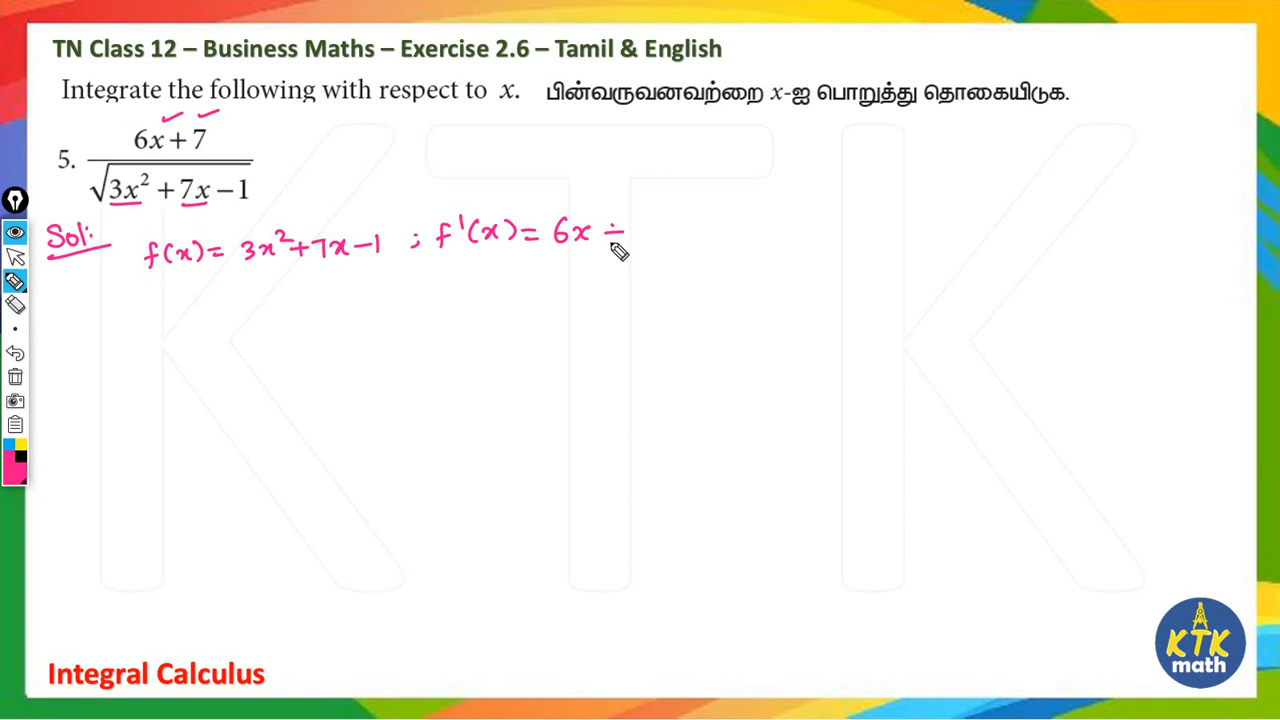 TN Class 12 – Business Maths – Exercise 2.6 – Tamil & English
Integrate the following with respect to x. பின்வருவனவற்றை x-ஐ பொறுத்து தொகையிடுக.
5. 6x + 7
√3x² + 7x − 1
Sol: f(x) = 3x² + 7x − 1 ; f'(x) = 6x
Integral Calculus
KTK
math